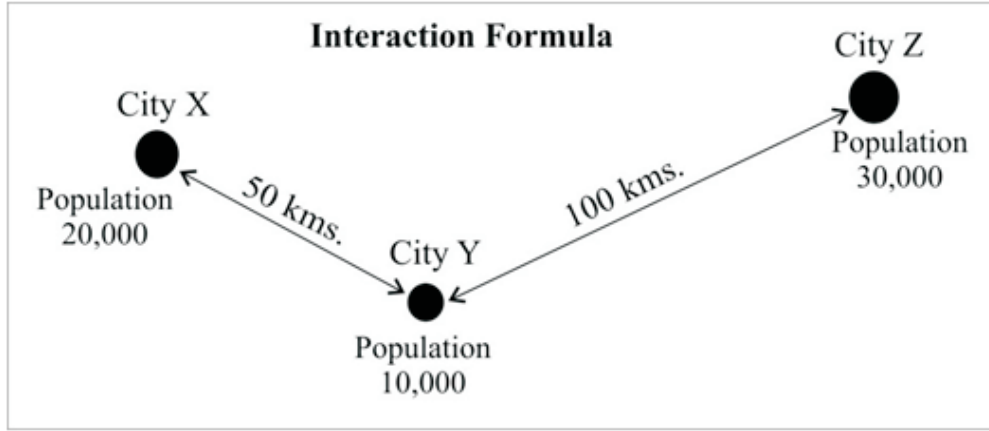 Interaction Formula
City X
Population
20,000
50 kms.
City Y
Population
10,000
100 kms.
City Z
Population
30,000